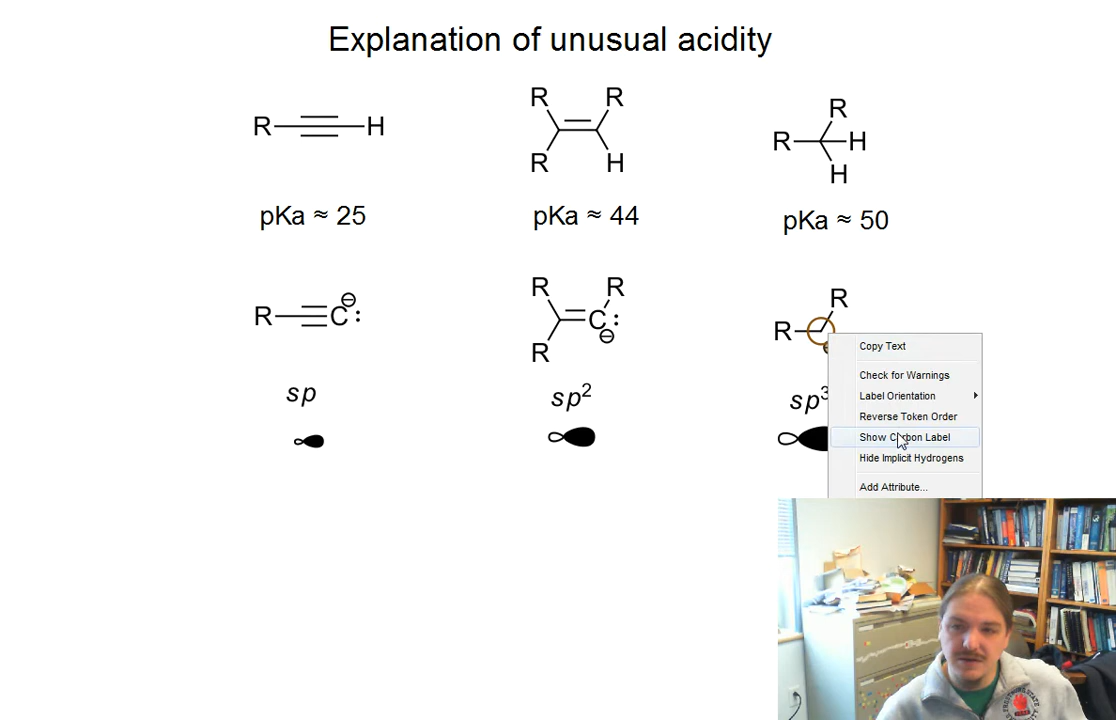 Explanation of unusual acidity
R H
R R
R H
R
R H
H
pKa ≈ 25
pKa ≈ 44
pKa ≈ 50
R C ⊖ :
R R
C :
⊖
R
R
R
sp
sp2
sp3
Copy Text
Check for Warnings
Label Orientation
Reverse Token Order
Show Carbon Label
Hide Implicit Hydrogens
Add Attribute...